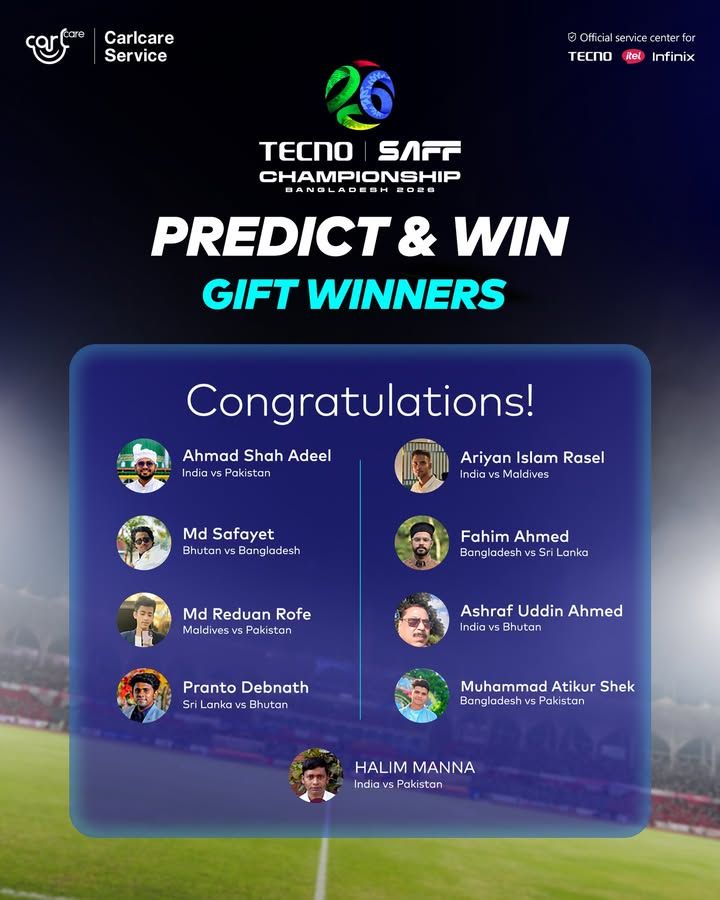 carlcare
Carlcare
Service
Official service center for
TECNO itel Infinix
26
TECNO | SAFF
CHAMPIONSHIP
BANGLADESH 2026
PREDICT & WIN
GIFT WINNERS
Congratulations!
Ahmad Shah Adeel
India vs Pakistan
Md Safayet
Bhutan vs Bangladesh
Md Reduan Rofe
Maldives vs Pakistan
Pranto Debnath
Sri Lanka vs Bhutan
Ariyan Islam Rasel
India vs Maldives
Fahim Ahmed
Bangladesh vs Sri Lanka
Ashraf Uddin Ahmed
India vs Bhutan
Muhammad Atikur Shek
Bangladesh vs Pakistan
HALIM MANNA
India vs Pakistan